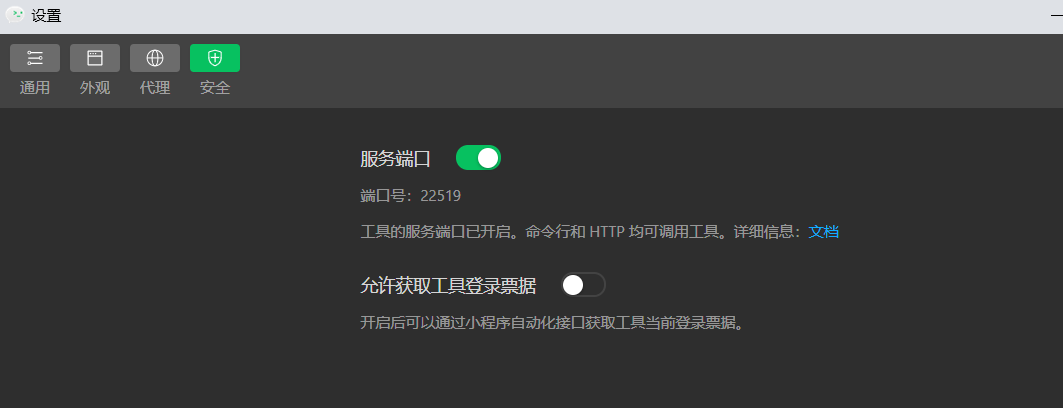 设置
通用 外观 代理 安全
服务端口
端口号：22519
工具的服务端口已开启。命令行和 HTTP 均可调用工具。详细信息：文档
允许获取工具登录票据
开启后可以通过小程序自动化接口获取工具当前登录票据。